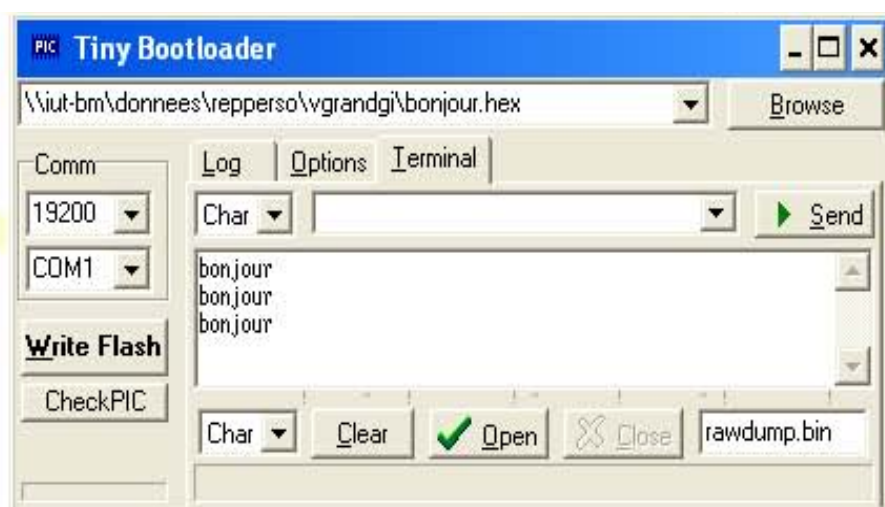 PIC Tiny Bootloader
\\iut-bm\donnees\repperso\vgrandgi\bonjour.hex Browse
Comm Log Options Terminal
19200 Char Send
COM1 bonjour
bonjour
bonjour
Write Flash
CheckPIC
Char Clear Open Close rawdump.bin